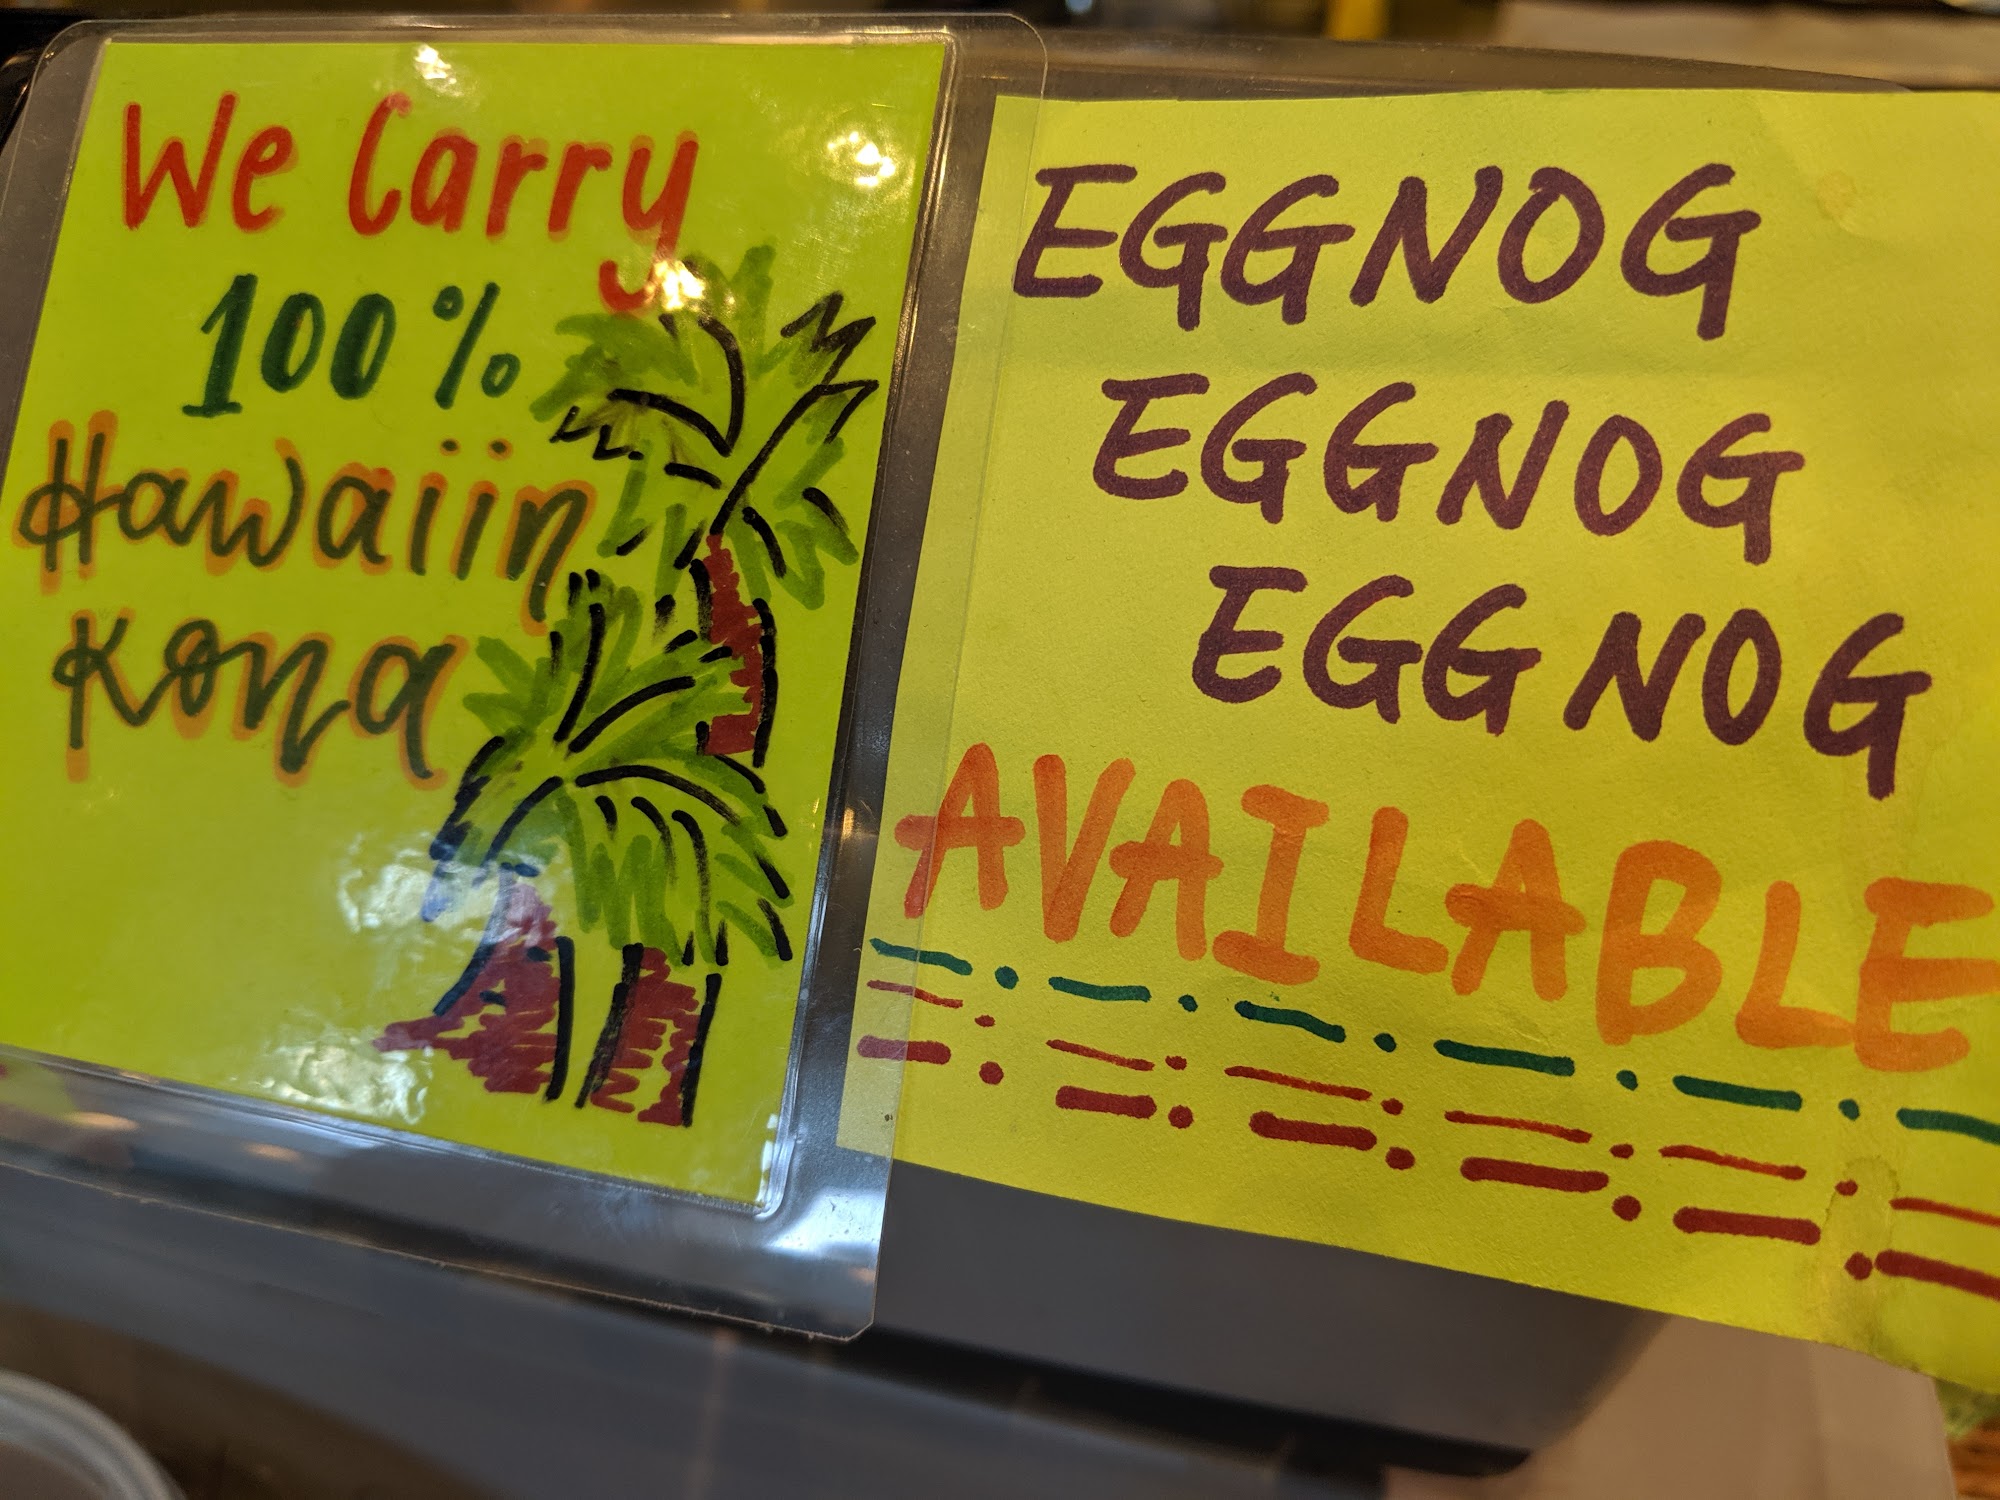 We Carry
100%
Hawaiin
Kona
EGGNOG
EGGNOG
EGGNOG
AVAILABLE